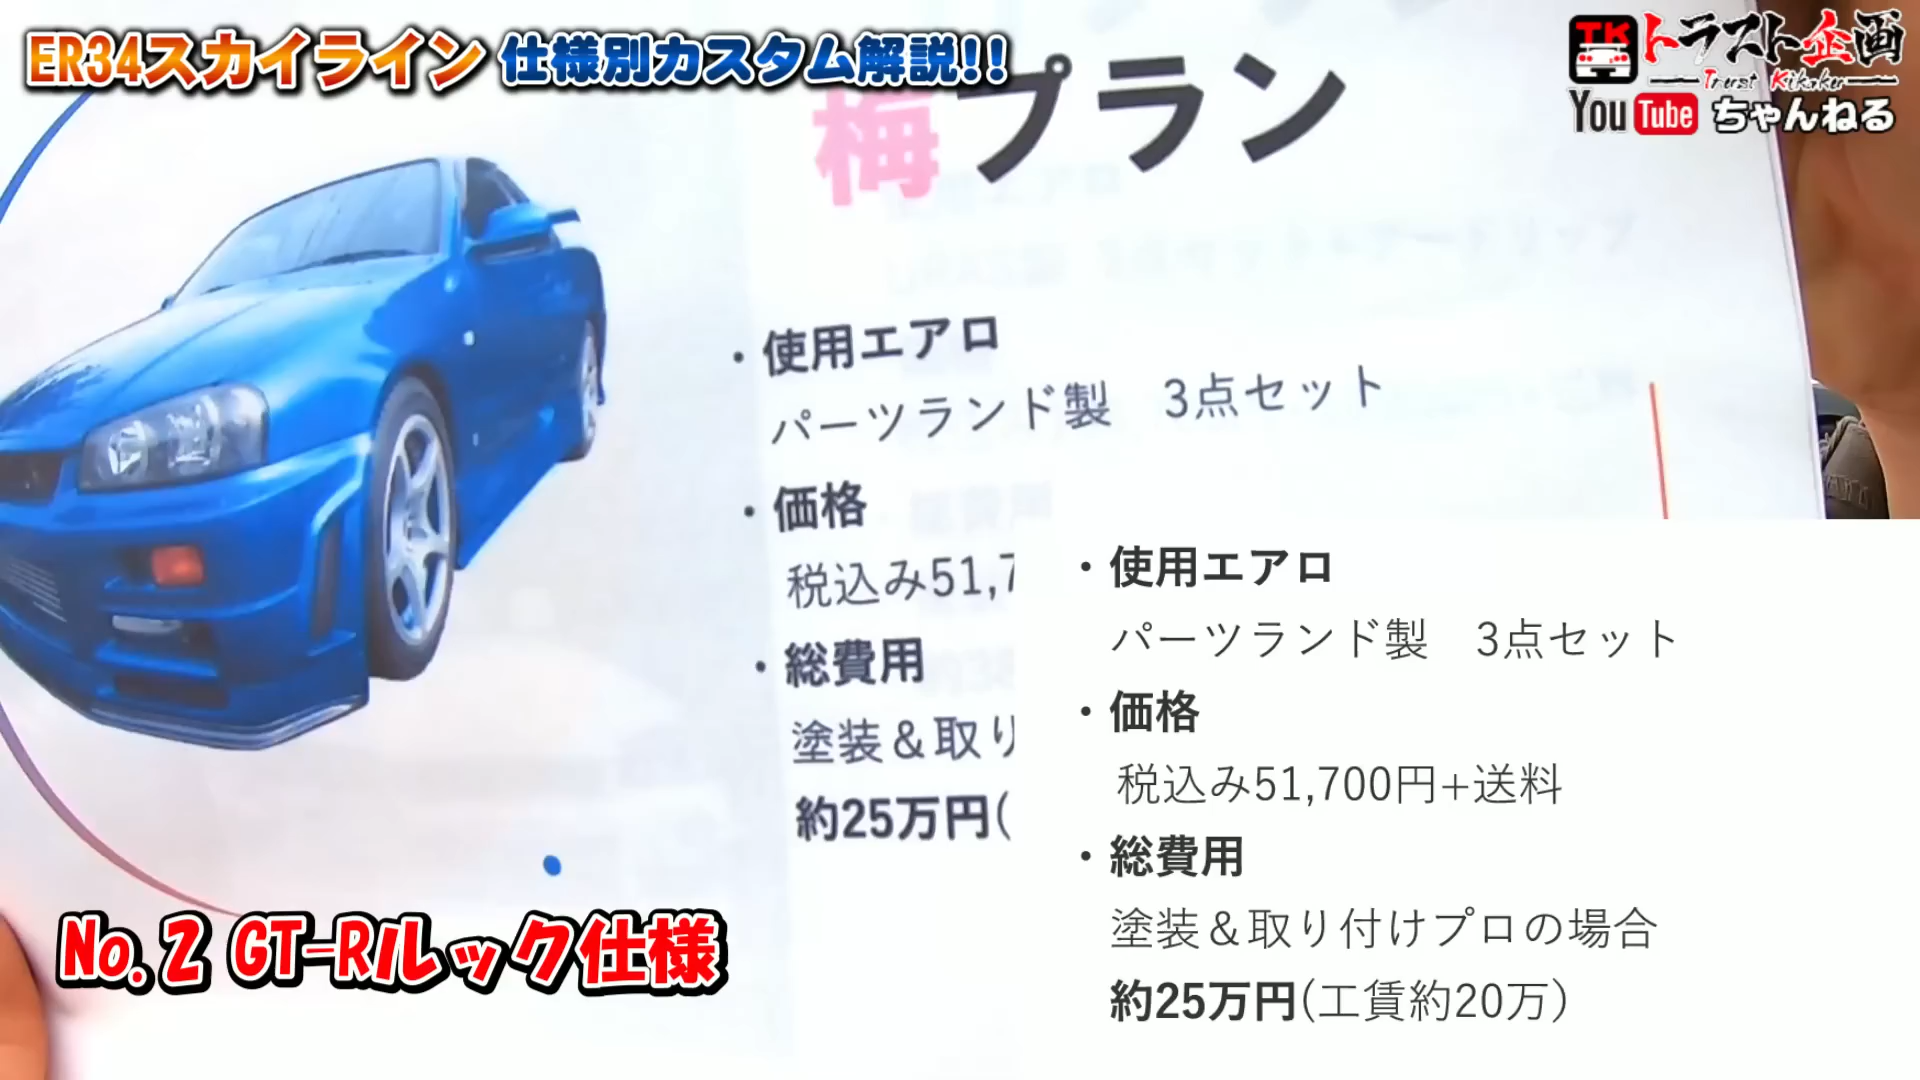 ER34スカイライン 仕様別カスタム解説!!
TK トラスト企画
Trust Kikaku
YouTube ちゃんねる
梅プラン
・使用エアロ
パーツランド製　3点セット
・価格
税込み51,7
・総費用
塗装＆取り
約25万円(
・使用エアロ
パーツランド製　3点セット
・価格
税込み51,700円+送料
・総費用
塗装＆取り付けプロの場合
約25万円(工賃約20万)
No.2 GT-Rルック仕様